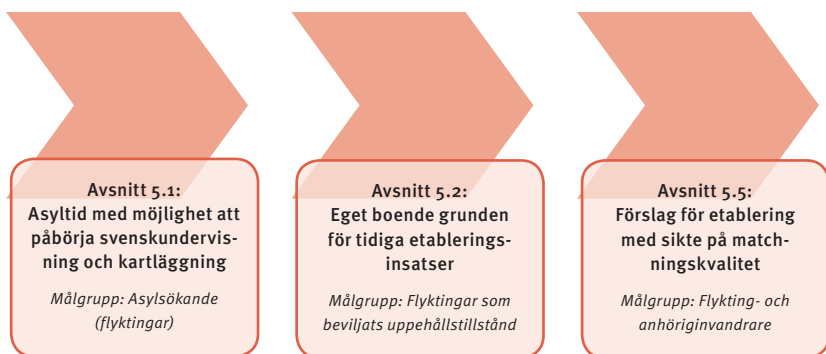 Avsnitt 5.1:
Asyltid med möjlighet att
påbörja svenskundervis-
ning och kartläggning
Målgrupp: Asylsökande
(flyktingar)
Avsnitt 5.2:
Eget boende grunden
för tidiga etablerings-
insatser
Målgrupp: Flyktingar som
beviljats uppehållstillstånd
Avsnitt 5.5:
Förslag för etablering
med sikte på match-
ningskvalitet
Målgrupp: Flykting- och
anhöriginvandrare